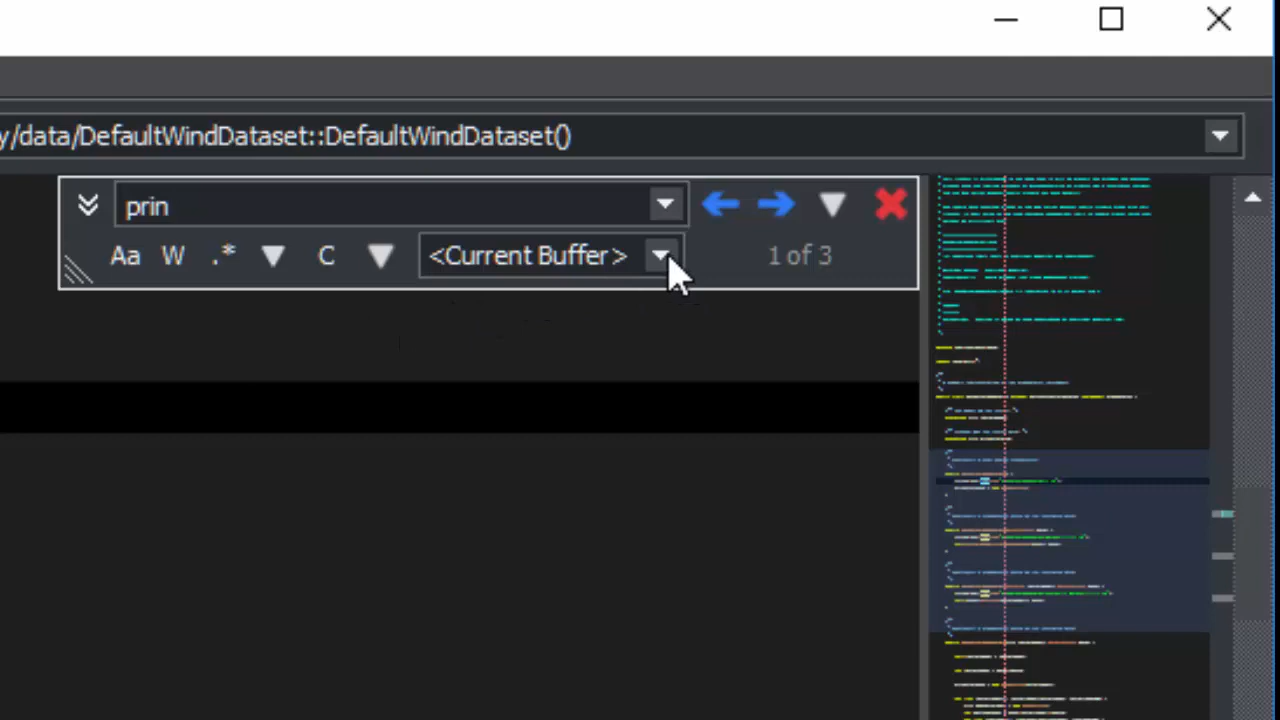 y/data/DefaultWindDataset::DefaultWindDataset()
prin
Aa W .* C <Current Buffer> 1 of 3